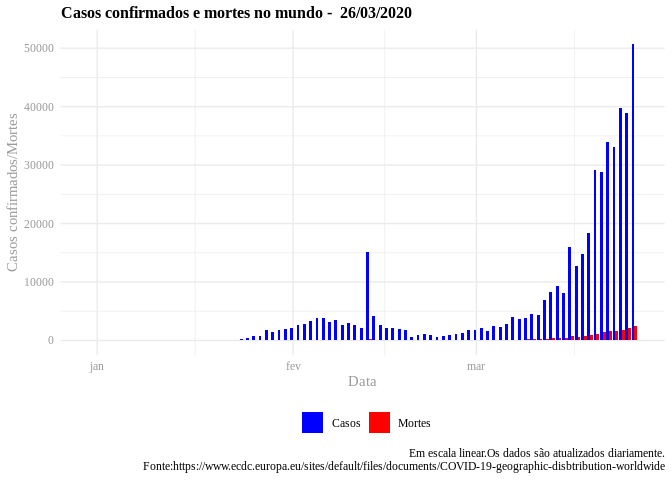 Casos confirmados e mortes no mundo -  26/03/2020
Casos confirmados/Mortes
50000
40000
30000
20000
10000
0
jan fev mar
Data
Casos Mortes
Em escala linear.Os dados são atualizados diariamente.
Fonte:https://www.ecdc.europa.eu/sites/default/files/documents/COVID-19-geographic-disbtribution-worldwide